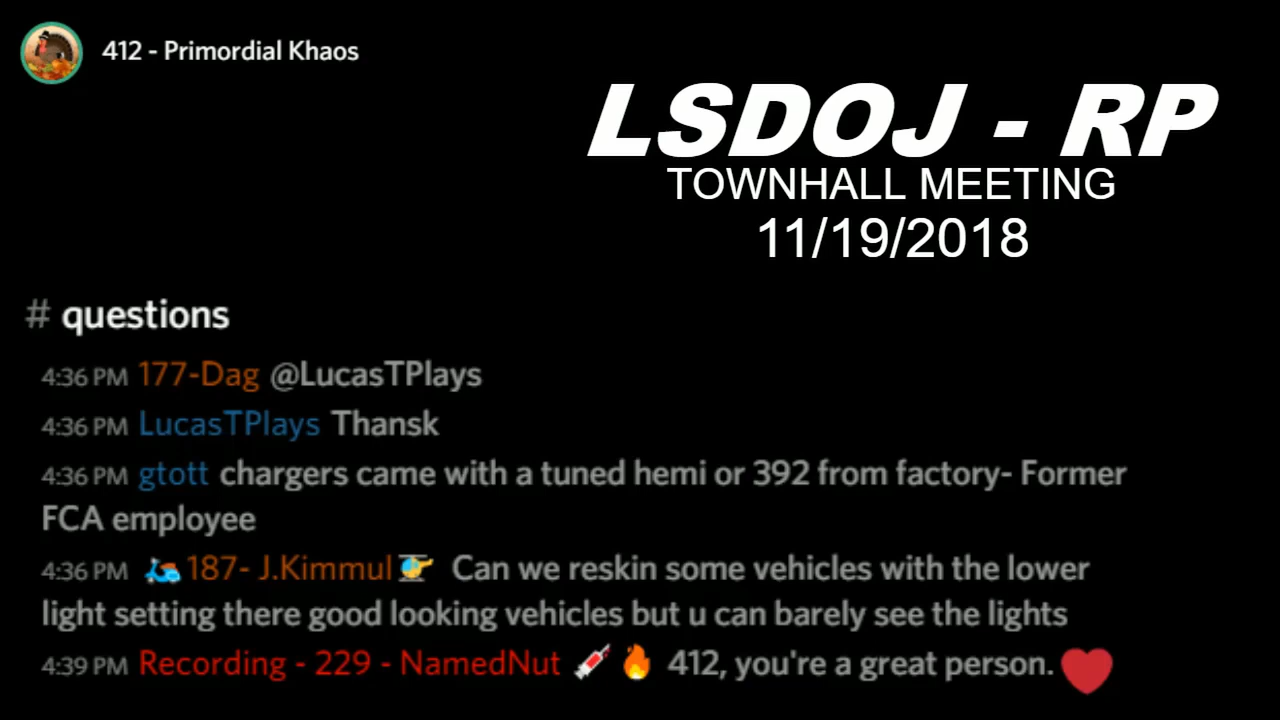 412 - Primordial Khaos
LSDOJ - RP
TOWNHALL MEETING
11/19/2018
# questions
4:36 PM 177-Dag @LucasTPlays
4:36 PM LucasTPlays Thansk
4:36 PM gtott chargers came with a tuned hemi or 392 from factory- Former
FCA employee
4:36 PM 🛵187- J.Kimmul🚁 Can we reskin some vehicles with the lower
light setting there good looking vehicles but u can barely see the lights
4:39 PM Recording - 229 - NamedNut 💉 🔥 412, you're a great person. ❤️